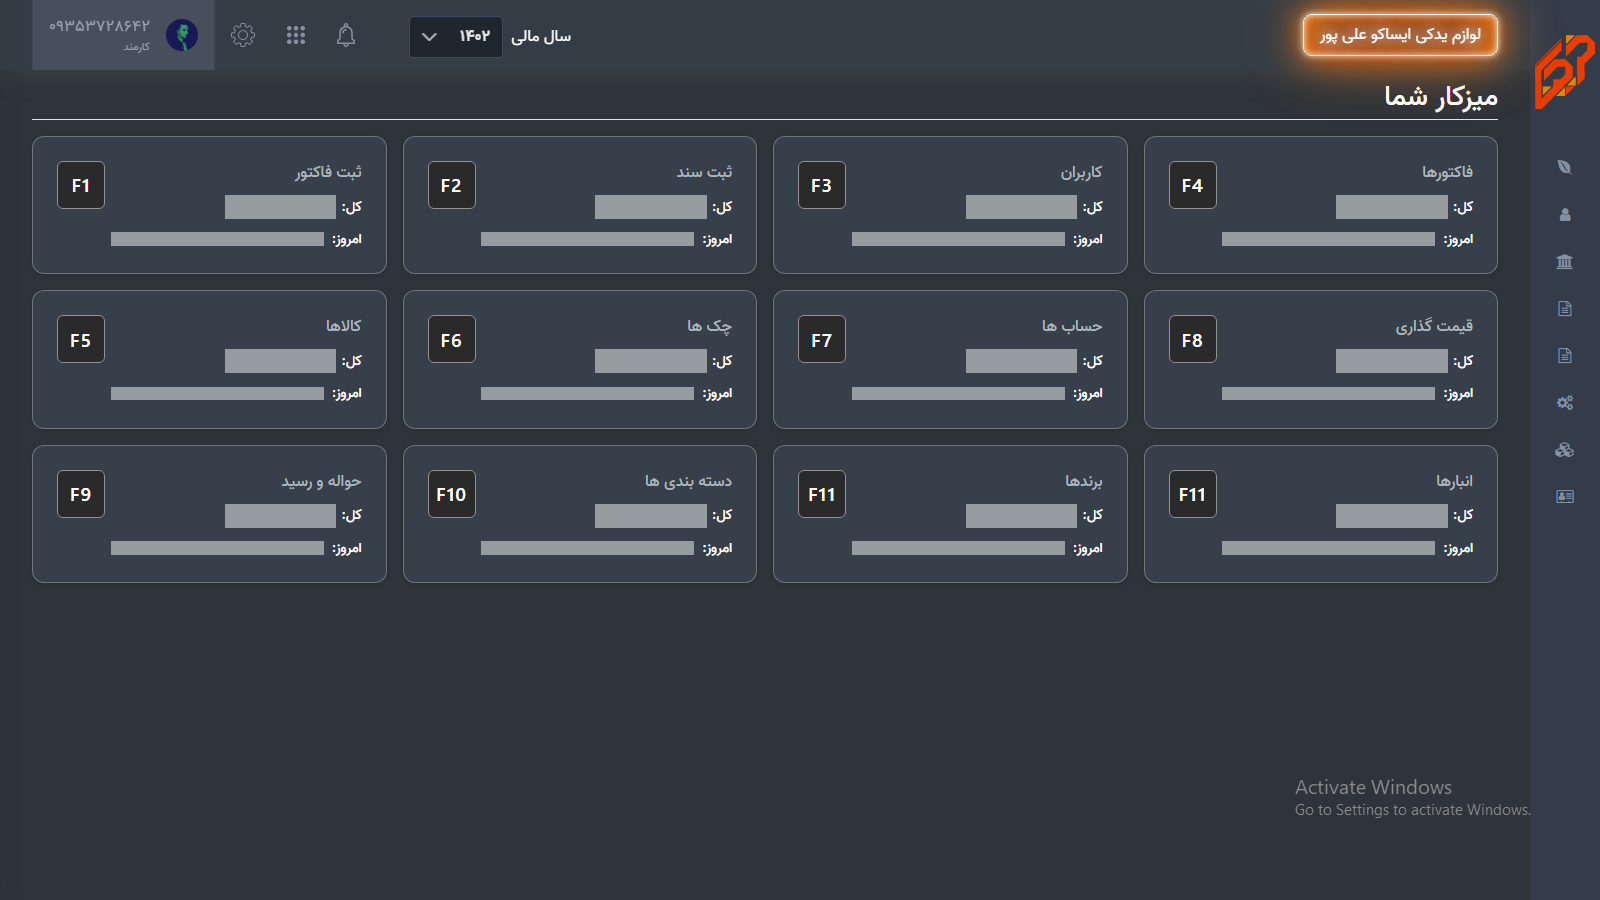 لوازم یدکی ایساکو علی پور
سال مالی
۱۴۰۲
۰۹۳۵۳۷۲۸۶۴۲
کارمند
میزکار شما
فاکتورها
F4
کل:
امروز:
کاربران
F3
کل:
امروز:
ثبت سند
F2
کل:
امروز:
ثبت فاکتور
F1
کل:
امروز:
قیمت گذاری
F8
کل:
امروز:
حساب ها
F7
کل:
امروز:
چک ها
F6
کل:
امروز:
کالاها
F5
کل:
امروز:
انبارها
F11
کل:
امروز:
برندها
F11
کل:
امروز:
دسته بندی ها
F10
کل:
امروز:
حواله و رسید
F9
کل:
امروز:
Activate Windows
Go to Settings to activate Windows.